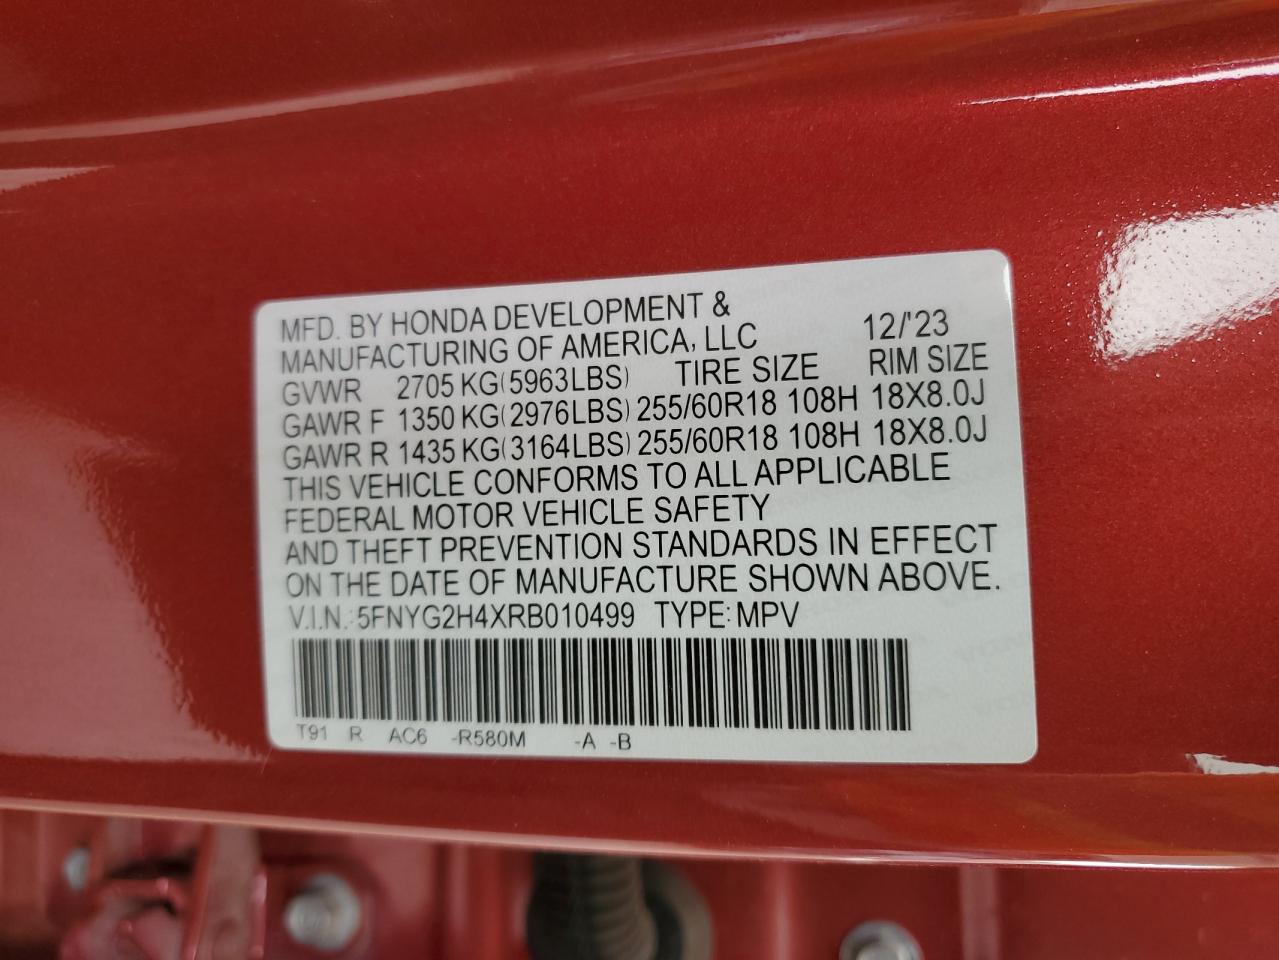 MFD. BY HONDA DEVELOPMENT &
MANUFACTURING OF AMERICA, LLC 12/'23
GVWR 2705 KG(5963LBS) TIRE SIZE RIM SIZE
GAWR F 1350 KG(2976LBS) 255/60R18 108H 18X8.0J
GAWR R 1435 KG(3164LBS) 255/60R18 108H 18X8.0J
THIS VEHICLE CONFORMS TO ALL APPLICABLE
FEDERAL MOTOR VEHICLE SAFETY
AND THEFT PREVENTION STANDARDS IN EFFECT
ON THE DATE OF MANUFACTURE SHOWN ABOVE.
V.I.N.: 5FNYG2H4XRB010499 TYPE: MPV
T91 R AC6 -R580M -A -B